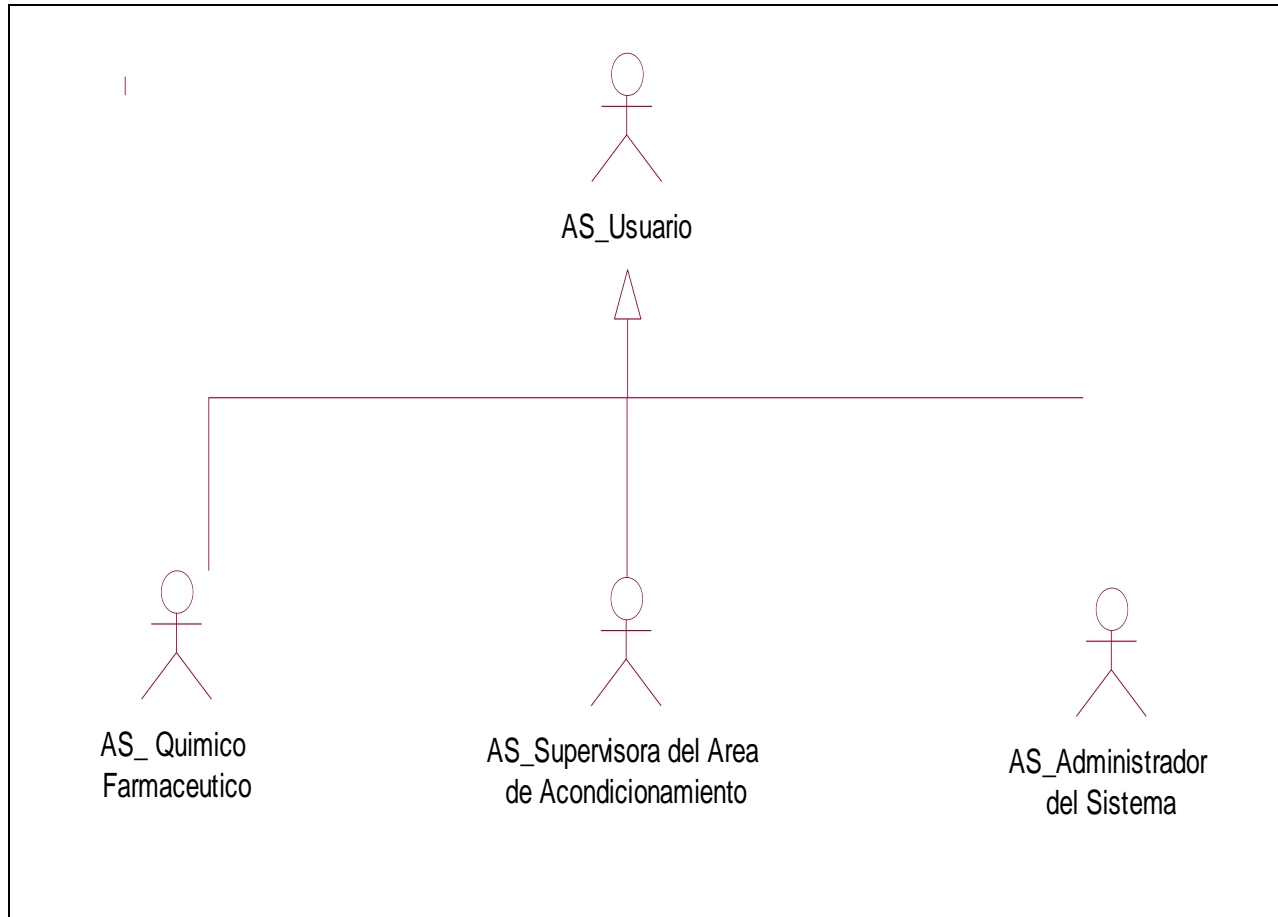 AS_Usuario
AS_ Quimico
Farmaceutico
AS_Supervisora del Area
de Acondicionamiento
AS_Administrador
del Sistema